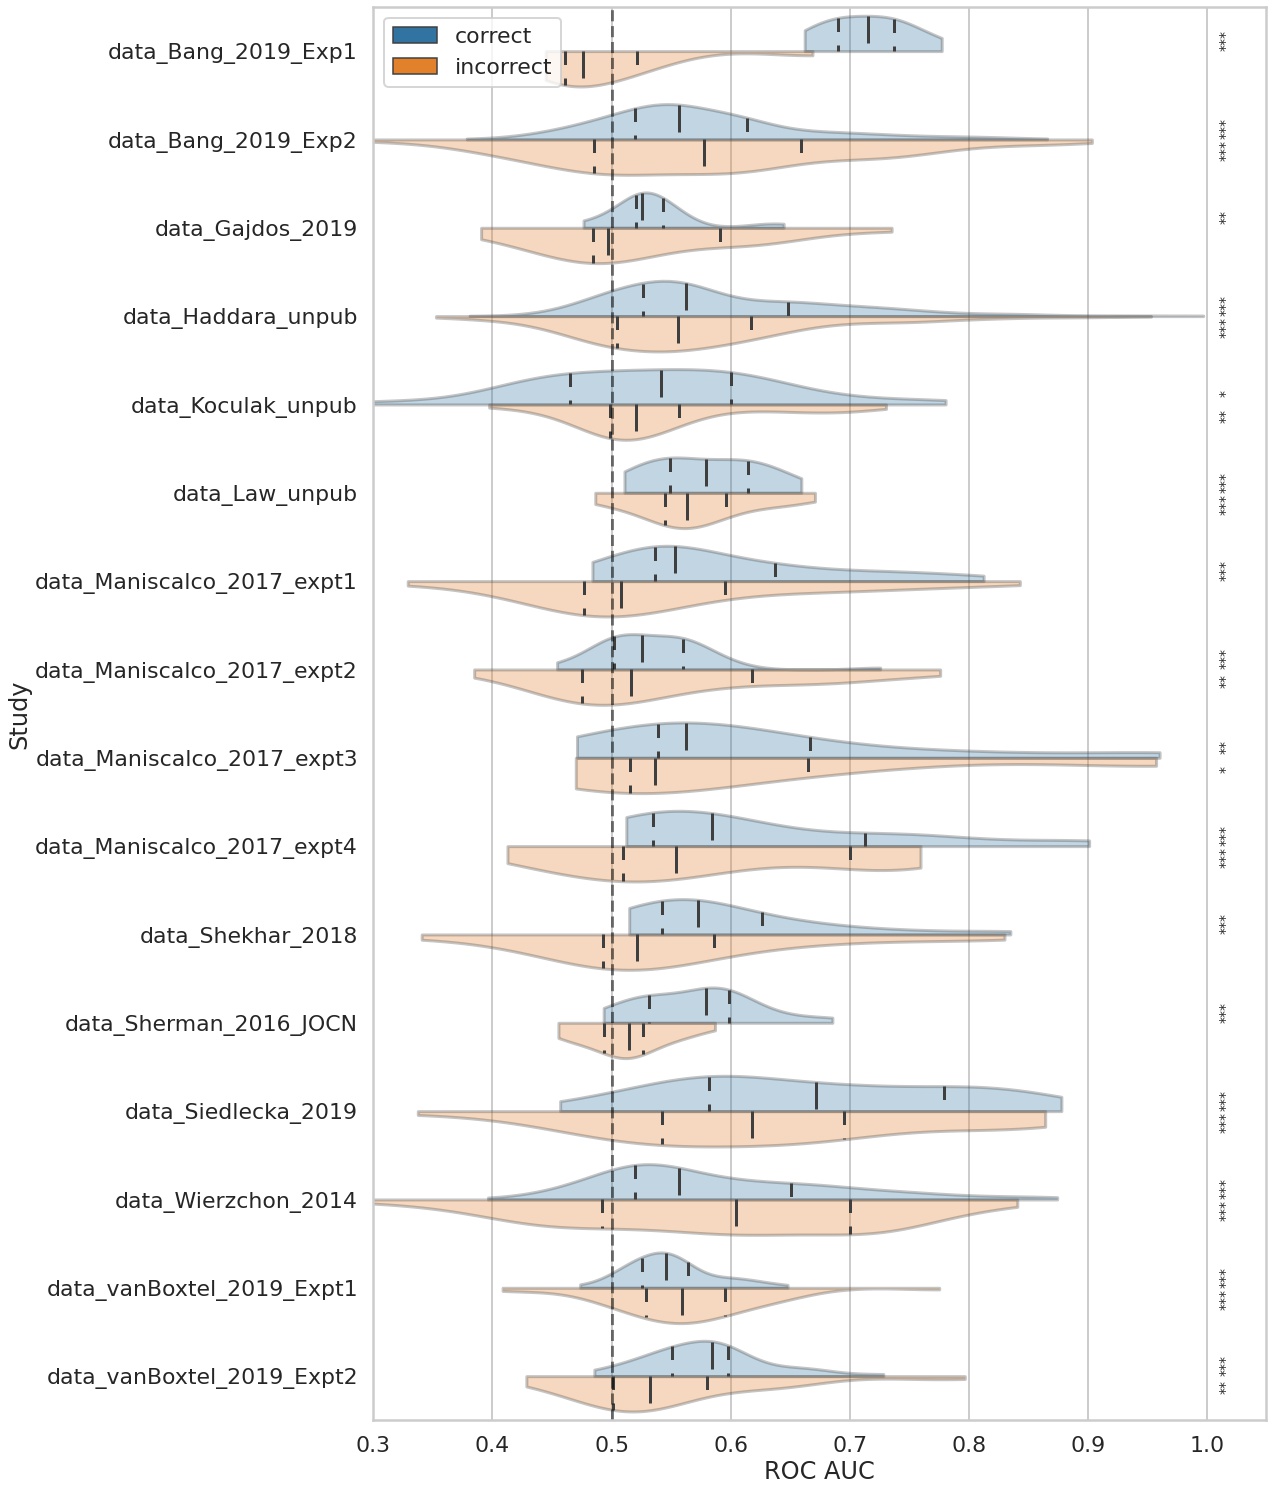 correct
incorrect
data_Bang_2019_Exp1
***
data_Bang_2019_Exp2
***
***
data_Gajdos_2019
**
data_Haddara_unpub
***
***
data_Koculak_unpub
*
**
data_Law_unpub
***
***
data_Maniscalco_2017_expt1
***
data_Maniscalco_2017_expt2
***
**
data_Maniscalco_2017_expt3
**
*
data_Maniscalco_2017_expt4
***
***
data_Shekhar_2018
***
data_Sherman_2016_JOCN
***
data_Siedlecka_2019
***
***
data_Wierzchon_2014
***
***
data_vanBoxtel_2019_Expt1
***
***
data_vanBoxtel_2019_Expt2
***
**
Study
0.3 0.4 0.5 0.6 0.7 0.8 0.9 1.0
ROC AUC